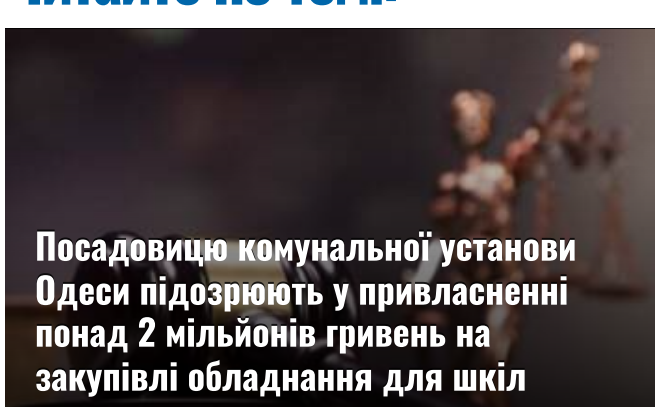 Посадовицю комунальної установи
Одеси підозрюють у привласненні
понад 2 мільйонів гривень на
закупівлі обладнання для шкіл